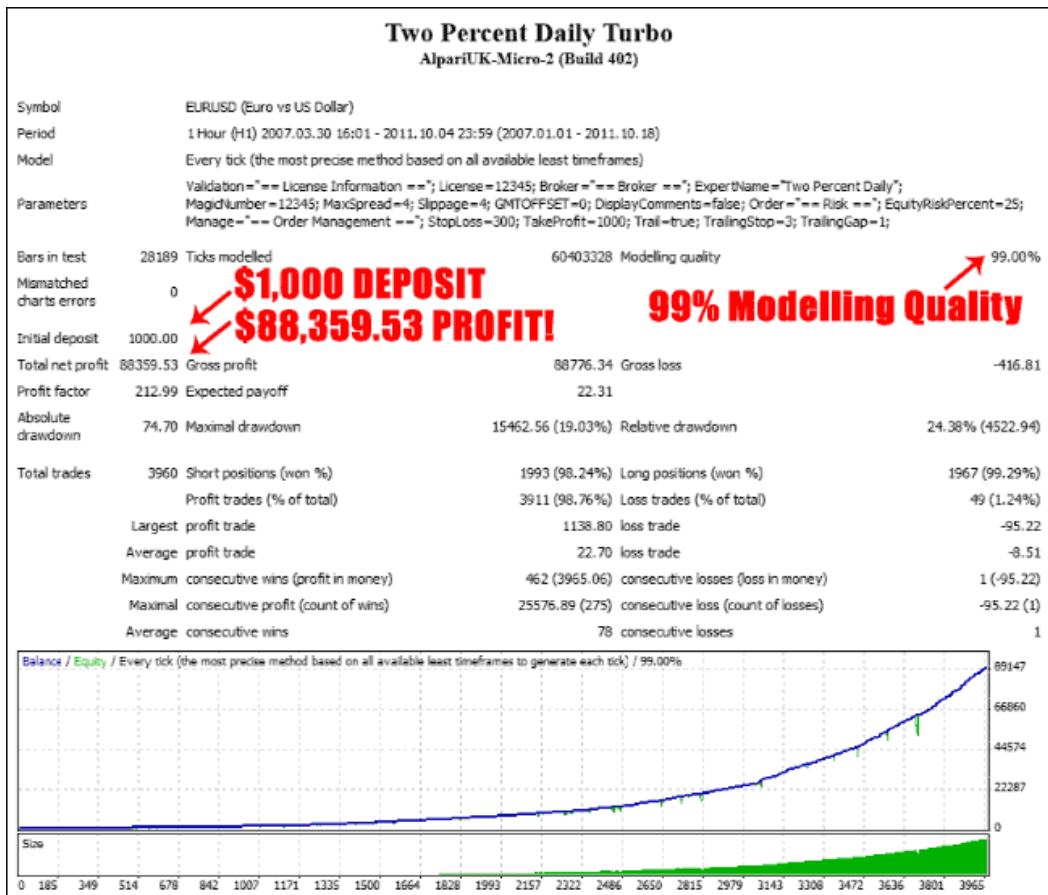 Two Percent Daily Turbo
AlpariUK-Micro-2 (Build 402)
Symbol EURUSD (Euro vs US Dollar)
Period 1 Hour (H1) 2007.03.30 16:01 - 2011.10.04 23:59 (2007.01.01 - 2011.10.18)
Model Every tick (the most precise method based on all available least timeframes)
Parameters Validation="== License Information =="; License=12345; Broker="== Broker =="; ExpertName="Two Percent Daily";
MagicNumber=12345; MaxSpread=4; Slippage=4; GMTOFFSET=0; DisplayComments=false; Order="== Risk =="; EquityRiskPercent=25;
Manage="== Order Management =="; StopLoss=300; TakeProfit=1000; Trail=true; TrailingStop=3; TrailingGap=1;
Bars in test 28189 Ticks modelled 60403328 Modelling quality 99.00%
Mismatched charts errors 0
$1,000 DEPOSIT
$88,359.53 PROFIT!
99% Modelling Quality
Initial deposit 1000.00
Total net profit 88359.53 Gross profit 88776.34 Gross loss -416.81
Profit factor 212.99 Expected payoff 22.31
Absolute drawdown 74.70 Maximal drawdown 15462.56 (19.03%) Relative drawdown 24.38% (4522.94)
Total trades 3960 Short positions (won %) 1993 (98.24%) Long positions (won %) 1967 (99.29%)
Profit trades (% of total) 3911 (98.76%) Loss trades (% of total) 49 (1.24%)
Largest profit trade 1138.80 loss trade -95.22
Average profit trade 22.70 loss trade -8.51
Maximum consecutive wins (profit in money) 462 (3965.06) consecutive losses (loss in money) 1 (-95.22)
Maximal consecutive profit (count of wins) 25576.89 (275) consecutive loss (count of losses) -95.22 (1)
Average consecutive wins 78 consecutive losses 1
Balance / Equity / Every tick (the most precise method based on all available least timeframes to generate each tick) / 99.00%
89147
66860
44574
22287
0
Size
0 185 349 514 678 842 1007 1171 1335 1500 1664 1828 1993 2157 2322 2486 2650 2815 2979 3143 3308 3472 3636 3801 3965